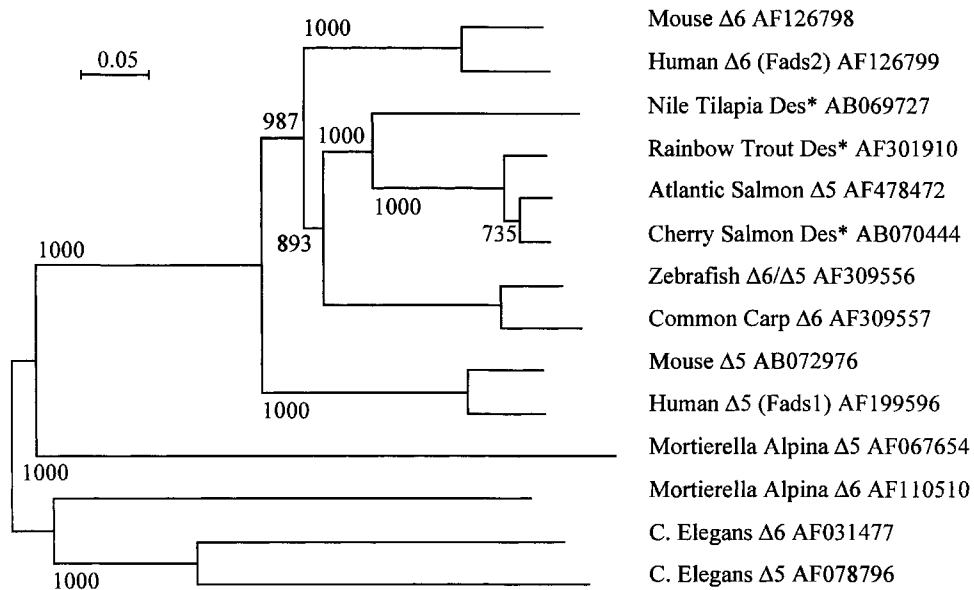 1000
Mouse Δ6 AF126798
0.05
Human Δ6 (Fads2) AF126799
987
1000
Nile Tilapia Des* AB069727
Rainbow Trout Des* AF301910
1000
Atlantic Salmon Δ5 AF478472
893
735
Cherry Salmon Des* AB070444
1000
Zebrafish Δ6/Δ5 AF309556
Common Carp Δ6 AF309557
Mouse Δ5 AB072976
1000
Human Δ5 (Fads1) AF199596
Mortierella Alpina Δ5 AF067654
1000
Mortierella Alpina Δ6 AF110510
C. Elegans Δ6 AF031477
1000
C. Elegans Δ5 AF078796